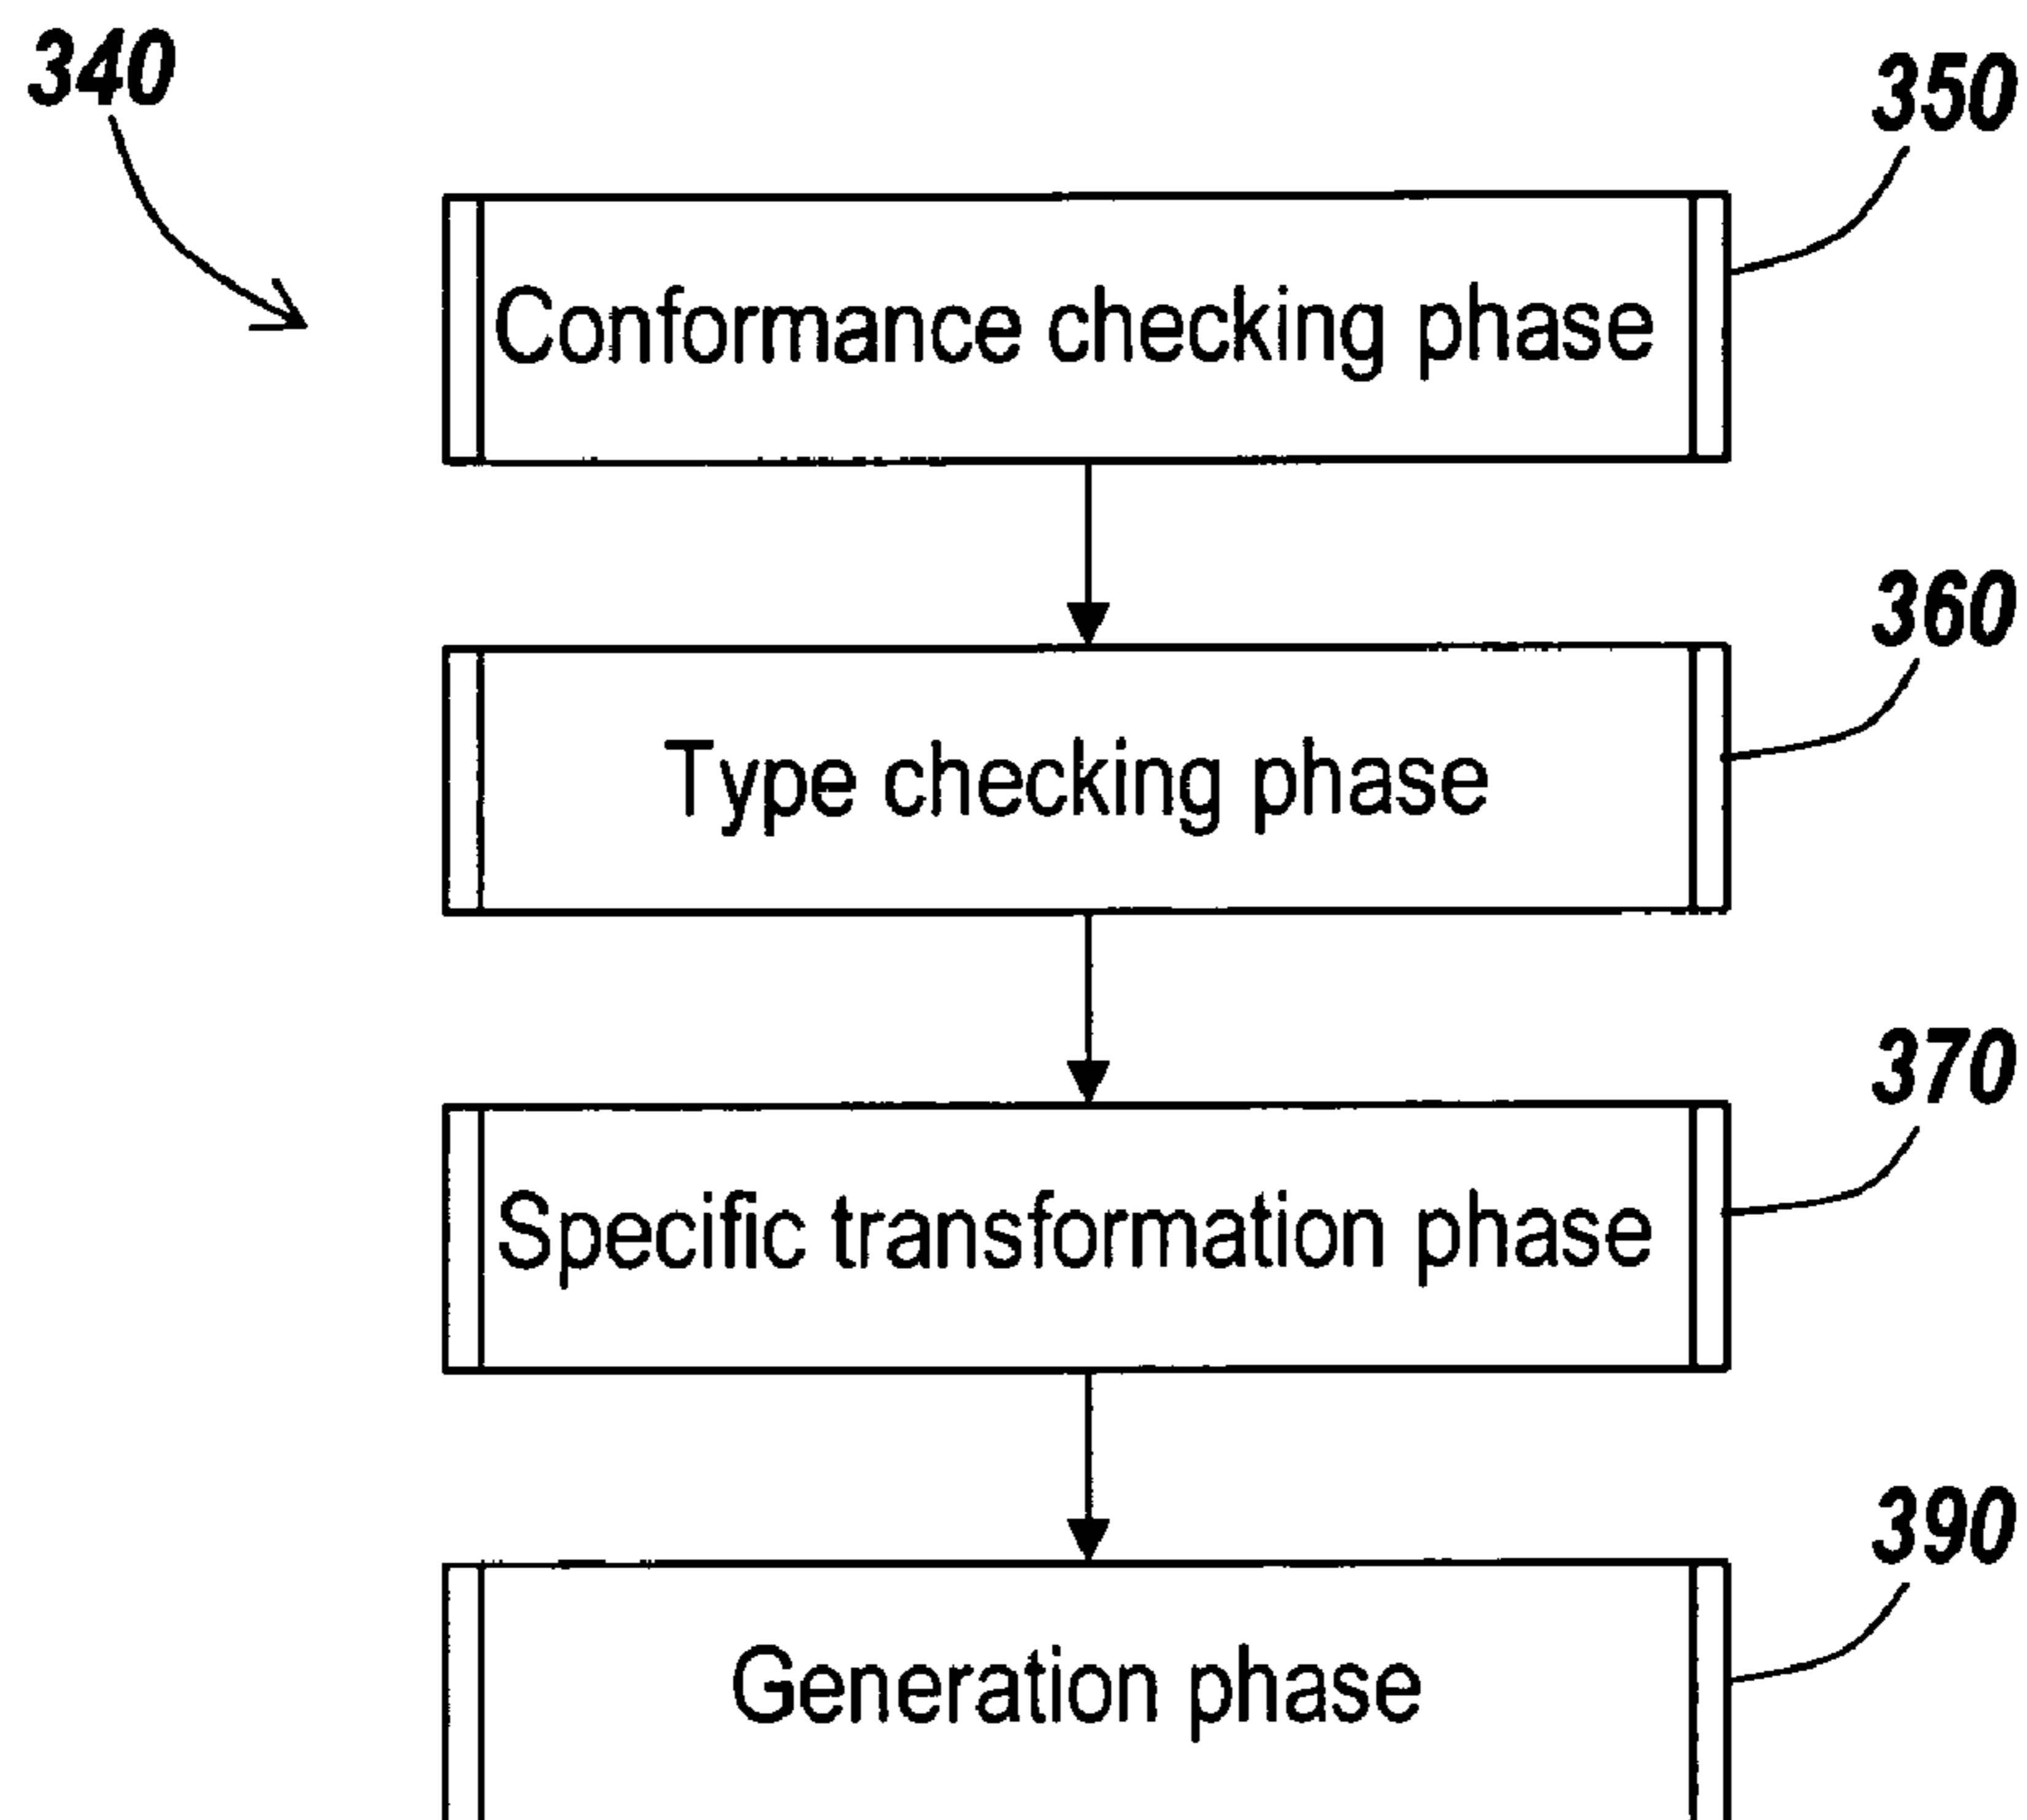 340
350
Conformance checking phase
360
Type checking phase
370
Specific transformation phase
390
Generation phase